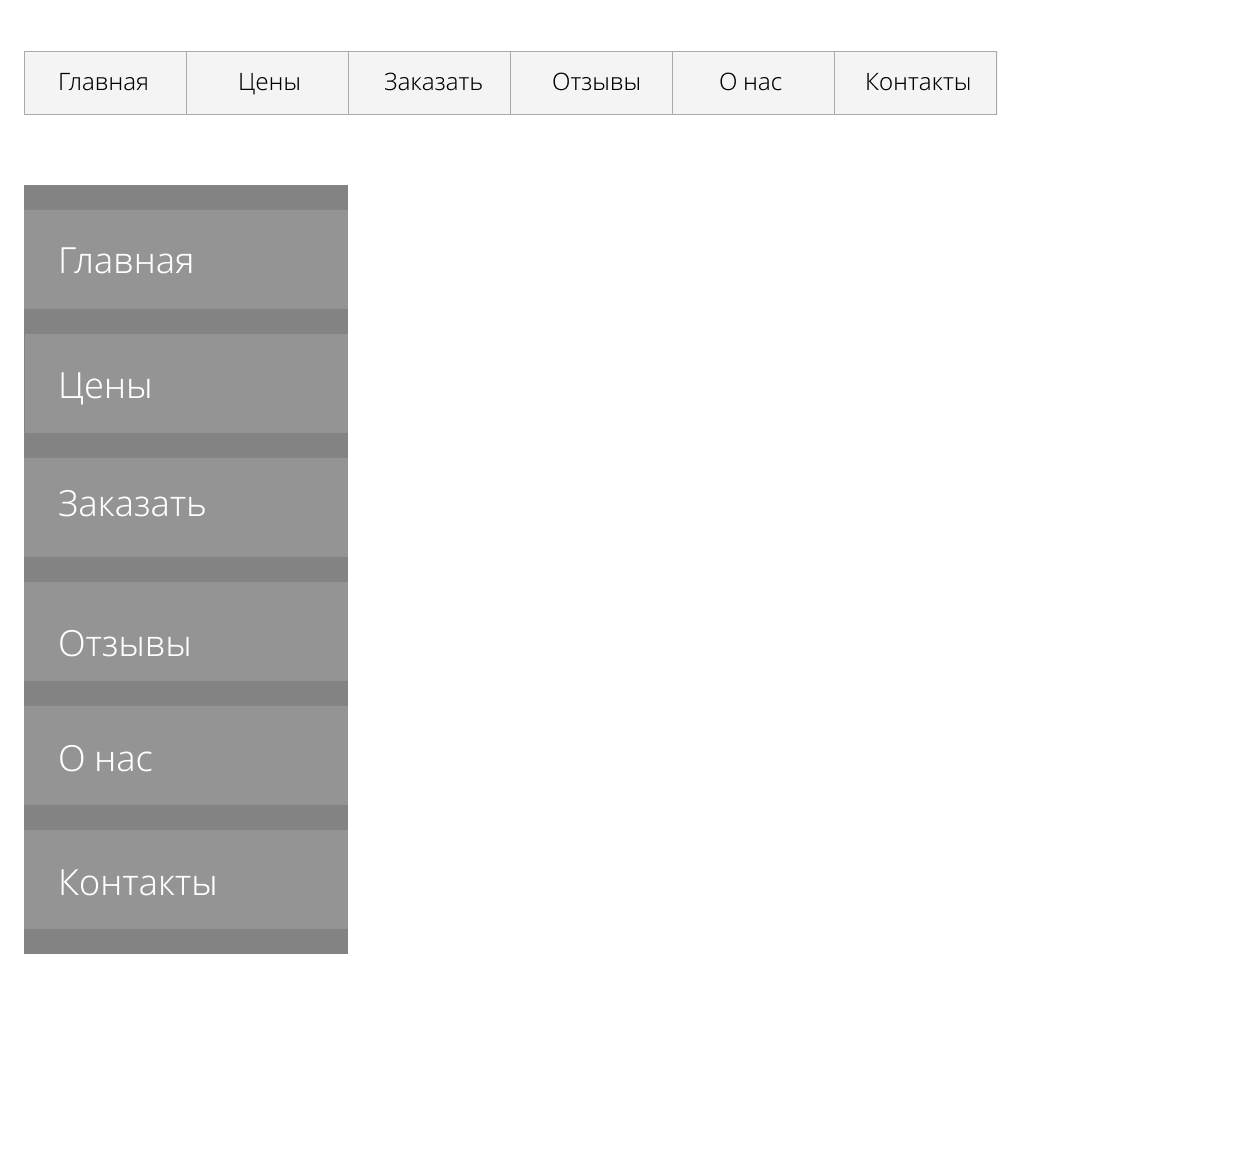 Главная Цены Заказать Отзывы О нас Контакты
Главная
Цены
Заказать
Отзывы
О нас
Контакты